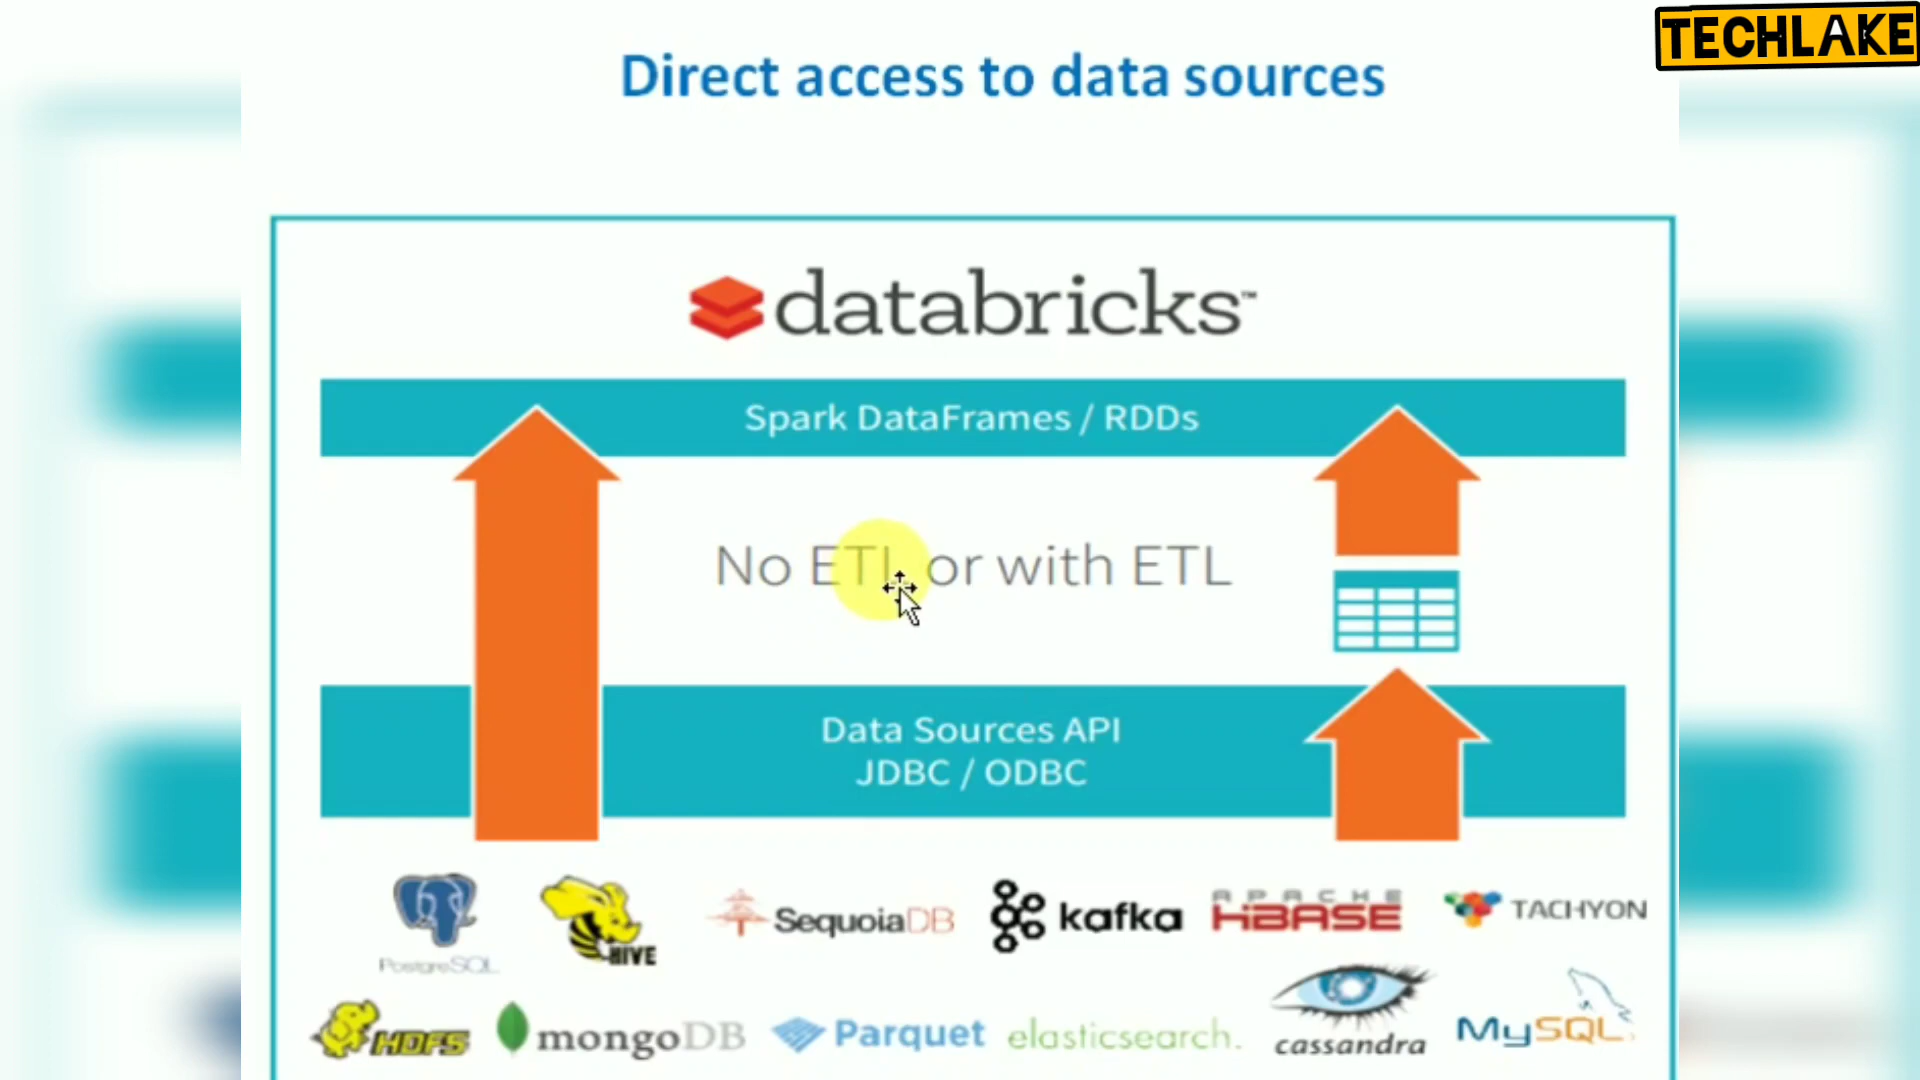 TECHLAKE
Direct access to data sources
databricks™
Spark DataFrames / RDDs
No ETL or with ETL
Data Sources API
JDBC / ODBC
PostgreSQL
HIVE
SequoiaDB
kafka
APACHE
HBASE
TACHYON
HDFS
mongoDB
Parquet
elasticsearch.
cassandra
MySQL